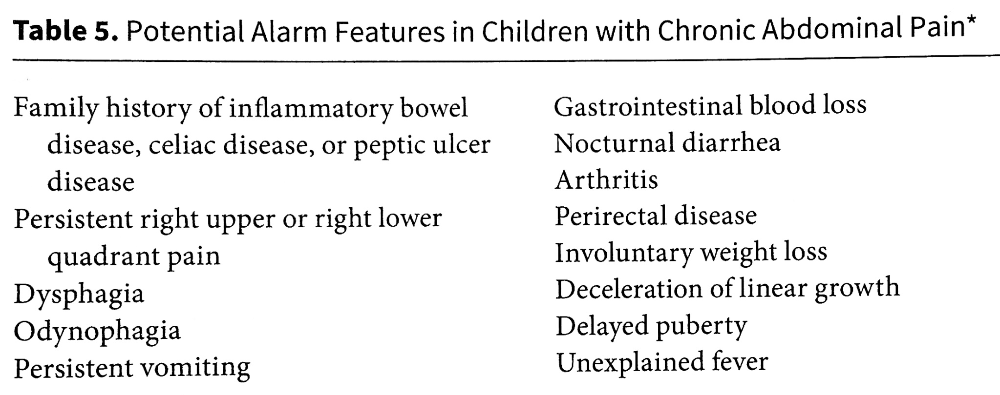 Table 5. Potential Alarm Features in Children with Chronic Abdominal Pain*
Family history of inflammatory bowel
disease, celiac disease, or peptic ulcer
disease
Persistent right upper or right lower
quadrant pain
Dysphagia
Odynophagia
Persistent vomiting
Gastrointestinal blood loss
Nocturnal diarrhea
Arthritis
Perirectal disease
Involuntary weight loss
Deceleration of linear growth
Delayed puberty
Unexplained fever